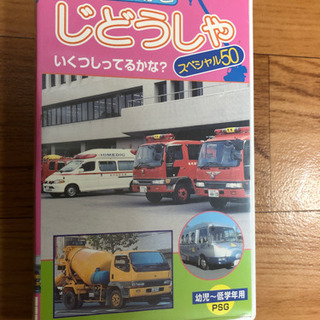 じどうしゃ
いくつしってるかな?
スペシャル50
幼児〜低学年用
PSG